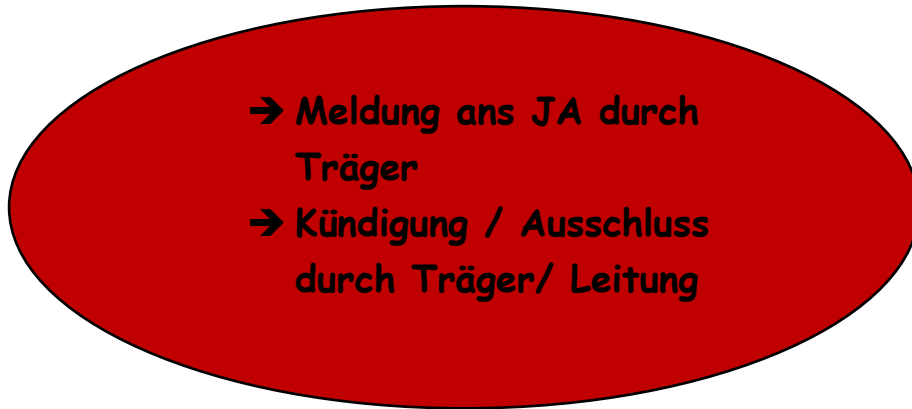 ➔ Meldung ans JA durch
Träger
➔ Kündigung / Ausschluss
durch Träger/ Leitung